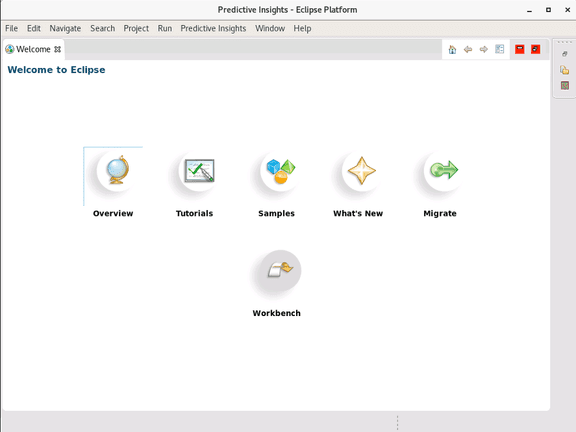 Predictive Insights - Eclipse Platform
File Edit Navigate Search Project Run Predictive Insights Window Help
Welcome
Welcome to Eclipse
Overview Tutorials Samples What's New Migrate
Workbench